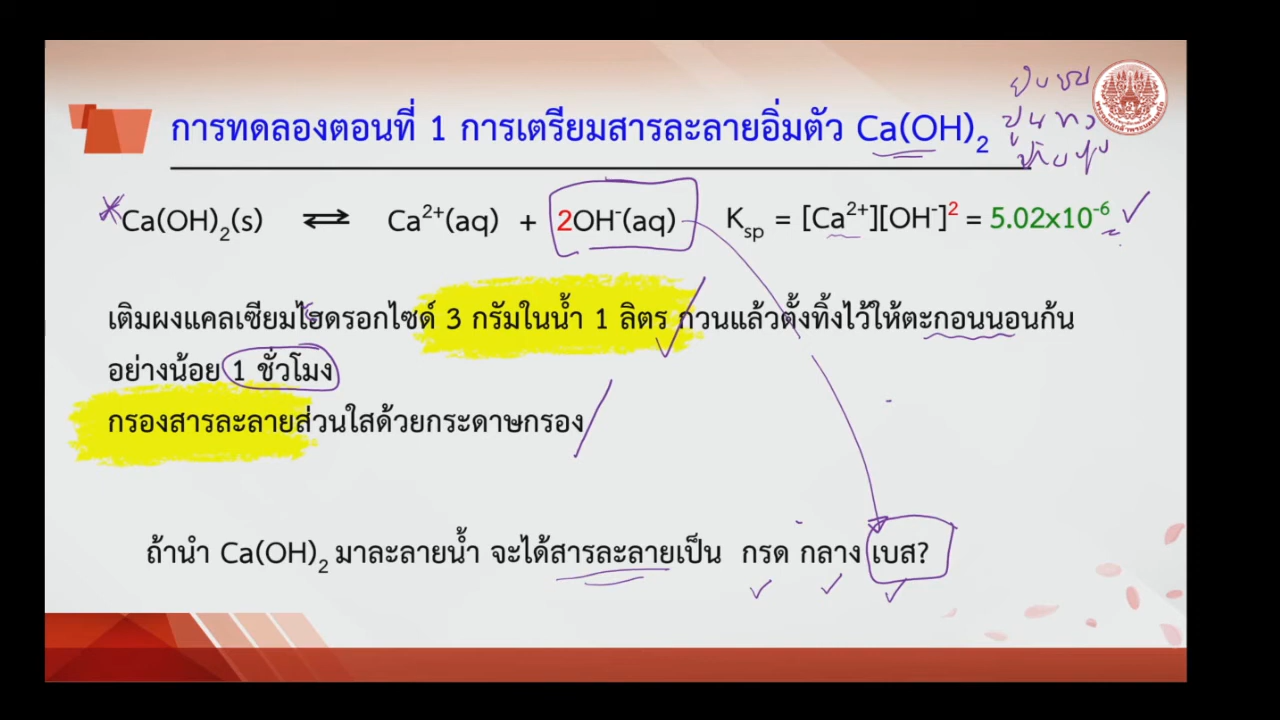 การทดลองตอนที่ 1 การเตรียมสารละลายอิ่มตัว Ca(OH)₂
Ca(OH)₂(s) ⇌ Ca²⁺(aq) + 2OH⁻(aq) Kₛₚ = [Ca²⁺][OH⁻]² = 5.02x10⁻⁶
เติมผงแคลเซียมไฮดรอกไซด์ 3 กรัมในน้ำ 1 ลิตร กวนแล้วตั้งทิ้งไว้ให้ตะกอนนอนก้น
อย่างน้อย 1 ชั่วโมง
กรองสารละลายส่วนใสด้วยกระดาษกรอง
ถ้านำ Ca(OH)₂ มาละลายน้ำ จะได้สารละลายเป็น กรด กลาง เบส?